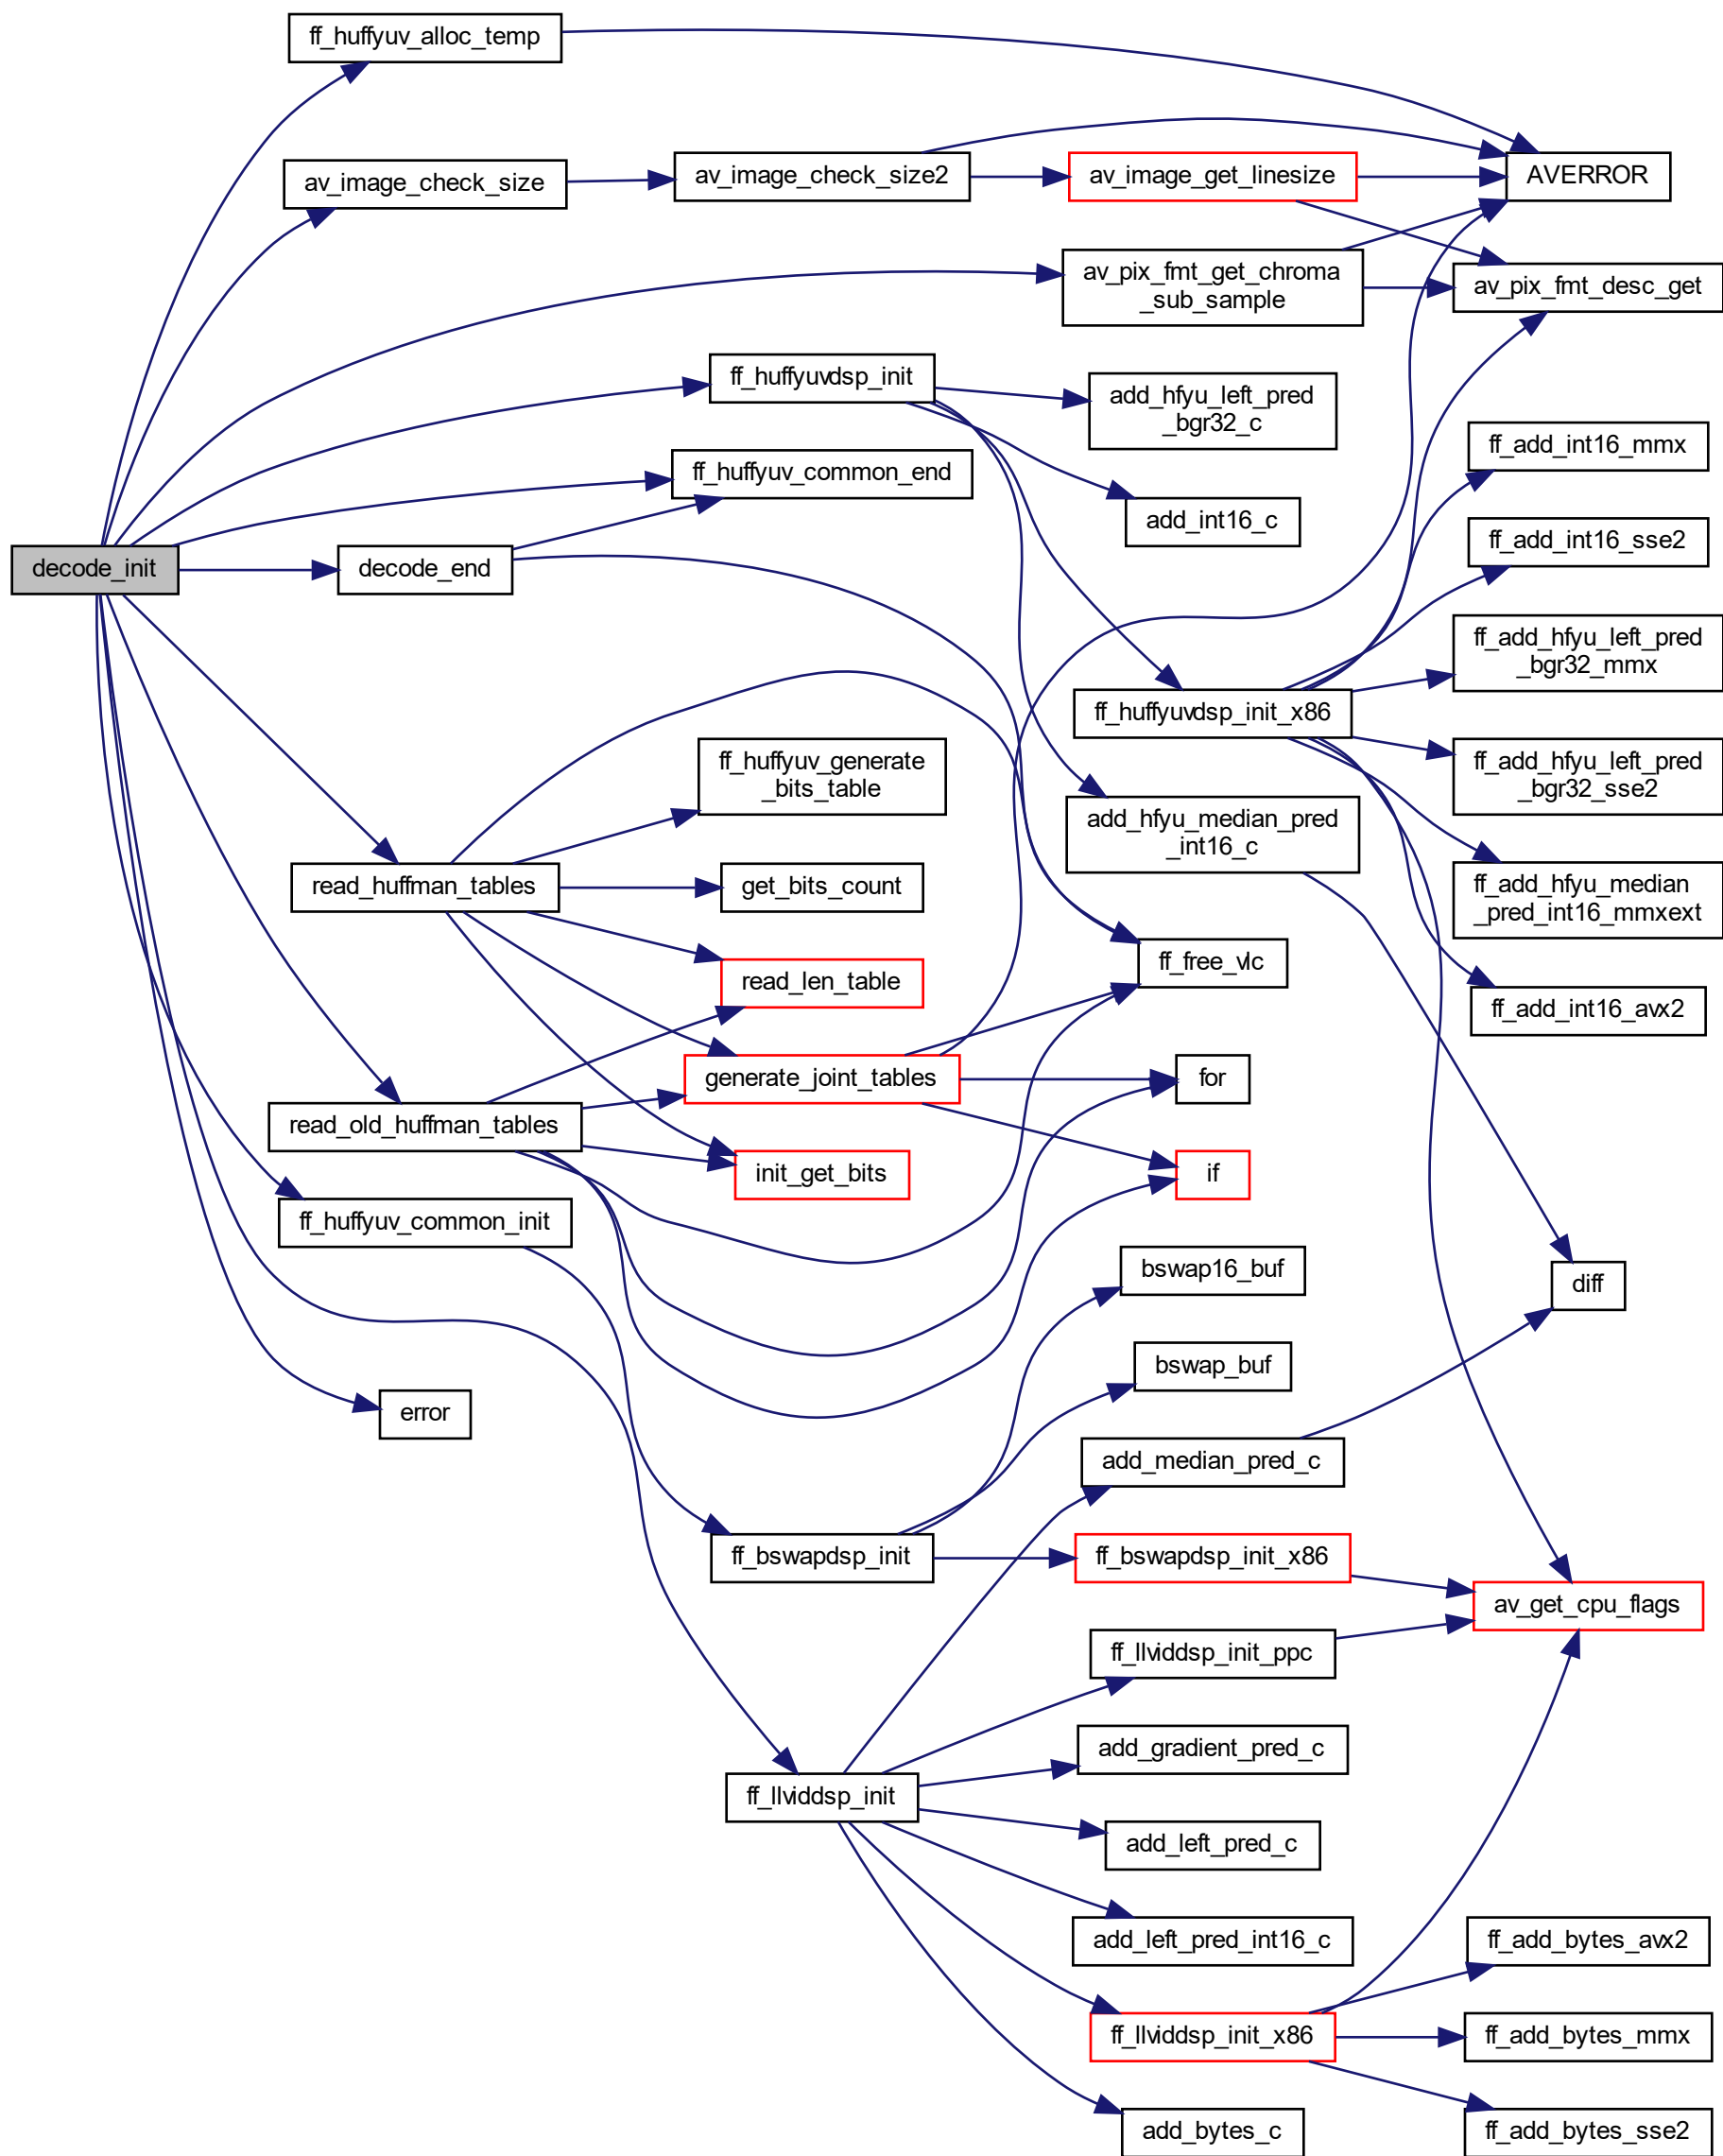 ff_huffyuv_alloc_temp
av_image_check_size
av_image_check_size2
av_image_get_linesize
AVERROR
av_pix_fmt_get_chroma
_sub_sample
av_pix_fmt_desc_get
ff_huffyuvdsp_init
add_hfyu_left_pred
_bgr32_c
ff_add_int16_mmx
ff_huffyuv_common_end
add_int16_c
ff_add_int16_sse2
decode_init
decode_end
ff_add_hfyu_left_pred
_bgr32_mmx
ff_huffyuvdsp_init_x86
ff_huffyuv_generate
_bits_table
ff_add_hfyu_left_pred
_bgr32_sse2
add_hfyu_median_pred
_int16_c
read_huffman_tables
get_bits_count
ff_add_hfyu_median
_pred_int16_mmxext
read_len_table
ff_free_vlc
ff_add_int16_avx2
generate_joint_tables
for
read_old_huffman_tables
init_get_bits
if
ff_huffyuv_common_init
bswap16_buf
diff
bswap_buf
error
add_median_pred_c
ff_bswapdsp_init
ff_bswapdsp_init_x86
av_get_cpu_flags
ff_llviddsp_init_ppc
add_gradient_pred_c
ff_llviddsp_init
add_left_pred_c
add_left_pred_int16_c
ff_add_bytes_avx2
ff_llviddsp_init_x86
ff_add_bytes_mmx
add_bytes_c
ff_add_bytes_sse2